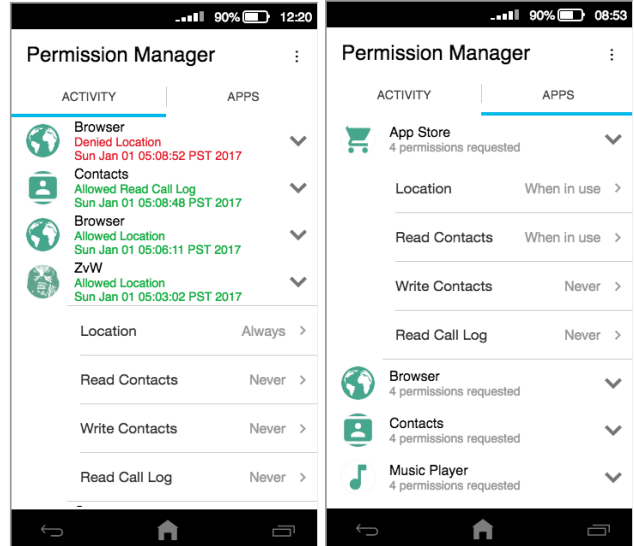 90% 12:20
Permission Manager
ACTIVITY APPS
Browser
Denied Location
Sun Jan 01 05:08:52 PST 2017
Contacts
Allowed Read Call Log
Sun Jan 01 05:08:48 PST 2017
Browser
Allowed Location
Sun Jan 01 05:06:11 PST 2017
ZvW
Allowed Location
Sun Jan 01 05:03:02 PST 2017
Location Always
Read Contacts Never
Write Contacts Never
Read Call Log Never
90% 08:53
Permission Manager
ACTIVITY APPS
App Store
4 permissions requested
Location When in use
Read Contacts When in use
Write Contacts Never
Read Call Log Never
Browser
4 permissions requested
Contacts
4 permissions requested
Music Player
4 permissions requested